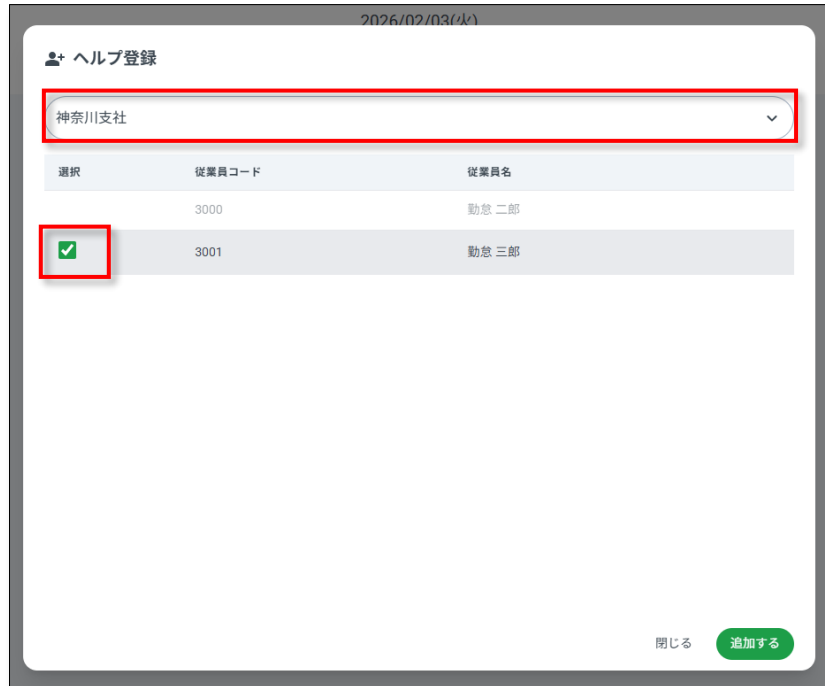 2026/02/03(火)
ヘルプ登録
神奈川支社
選択 従業員コード 従業員名
3000 勤怠 二郎
3001 勤怠 三郎
閉じる 追加する